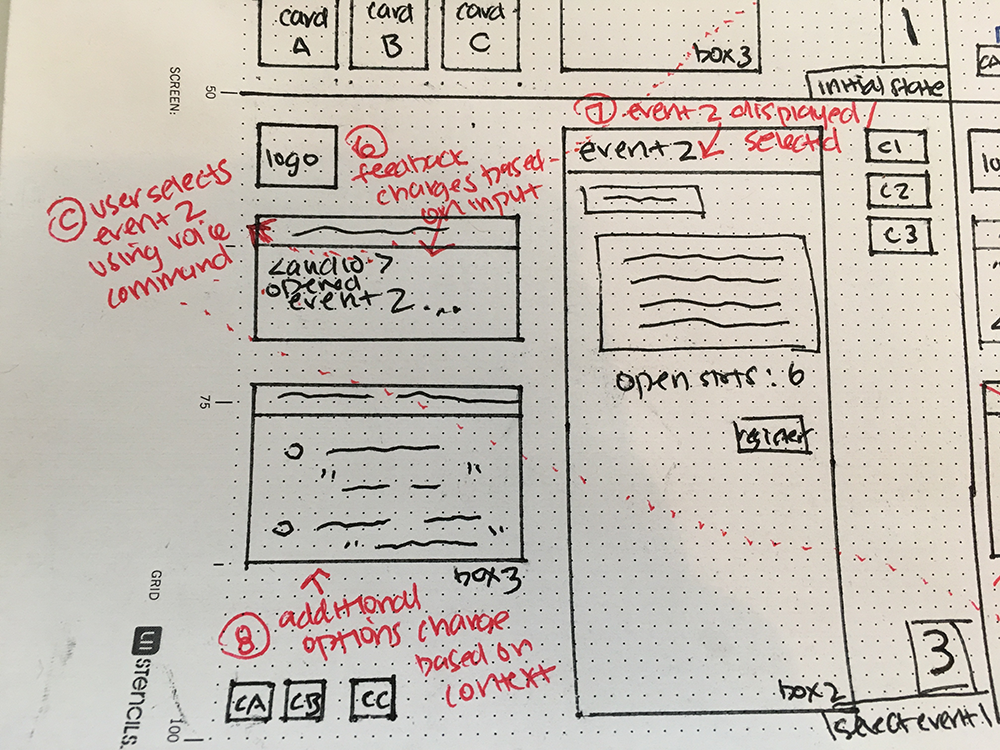 card
A
card
B
card
C
box3
1
initial state
CA
SCREEN:
50
logo
6
feedback
changes based
on input
7 event 2 displayed/
selected
event 2
C1
C2
C3
C user selects
event 2
using voice
command
<audio>
opened
event 2 ...
open slots: 6
register
75
box3
8 additional
options change
based on
context
GRID
UI STENCILS.
100
CA
CB
CC
3
box2
select event